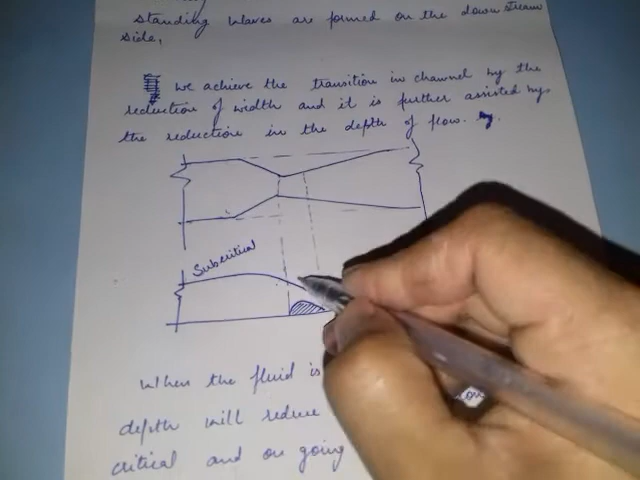 standing waves are formed on the down stream
side,
we achieve the transition in channel by the
reduction of width and it is further assisted by
the reduction in the depth of flow.
Subcritical
When the fluid is
depth will reduce
critical and on going